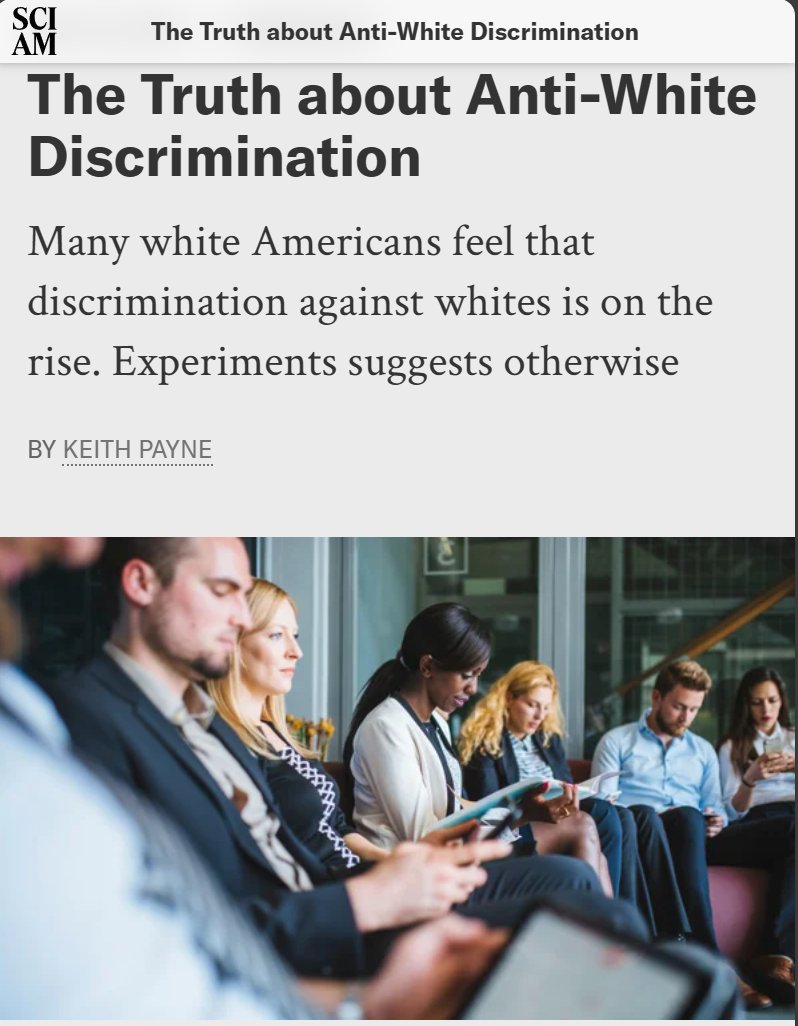 SCI
AM
The Truth about Anti-White Discrimination
The Truth about Anti-White
Discrimination
Many white Americans feel that
discrimination against whites is on the
rise. Experiments suggests otherwise
BY KEITH PAYNE